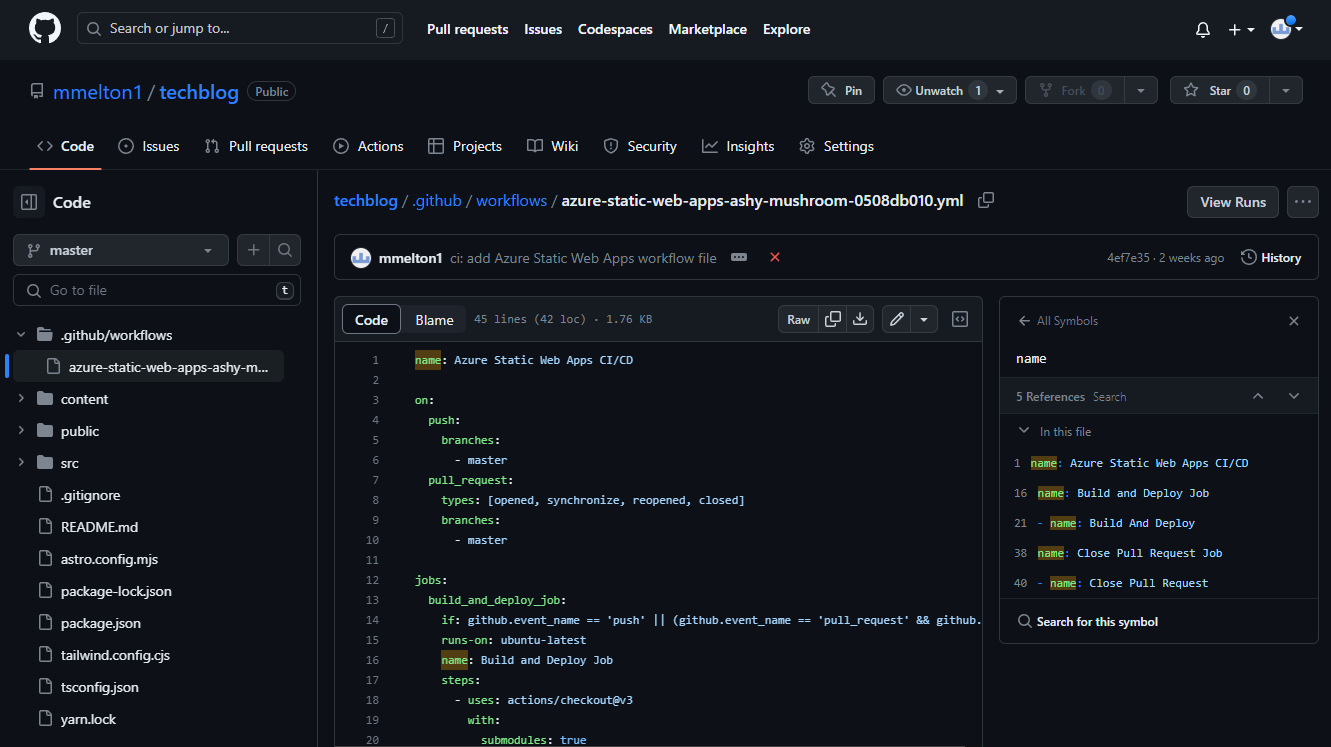 Search or jump to... /
Pull requests Issues Codespaces Marketplace Explore
mmelton1 / techblog Public
Pin Unwatch 1 Fork 0 Star 0
Code Issues Pull requests Actions Projects Wiki Security Insights Settings
Code
master
Go to file t
.github/workflows
azure-static-web-apps-ashy-m...
content
public
src
.gitignore
README.md
astro.config.mjs
package-lock.json
package.json
tailwind.config.cjs
tsconfig.json
yarn.lock
techblog / .github / workflows / azure-static-web-apps-ashy-mushroom-0508db010.yml
View Runs
mmelton1 ci: add Azure Static Web Apps workflow file
4ef7e35 · 2 weeks ago History
Code Blame 45 lines (42 loc) · 1.76 KB Raw
1 name: Azure Static Web Apps CI/CD
2
3 on:
4 push:
5 branches:
6 - master
7 pull_request:
8 types: [opened, synchronize, reopened, closed]
9 branches:
10 - master
11
12 jobs:
13 build_and_deploy_job:
14 if: github.event_name == 'push' || (github.event_name == 'pull_request' && github.
15 runs-on: ubuntu-latest
16 name: Build and Deploy Job
17 steps:
18 - uses: actions/checkout@v3
19 with:
20 submodules: true
All Symbols
name
5 References Search
In this file
1 name: Azure Static Web Apps CI/CD
16 name: Build and Deploy Job
21 - name: Build And Deploy
38 name: Close Pull Request Job
40 - name: Close Pull Request
Search for this symbol